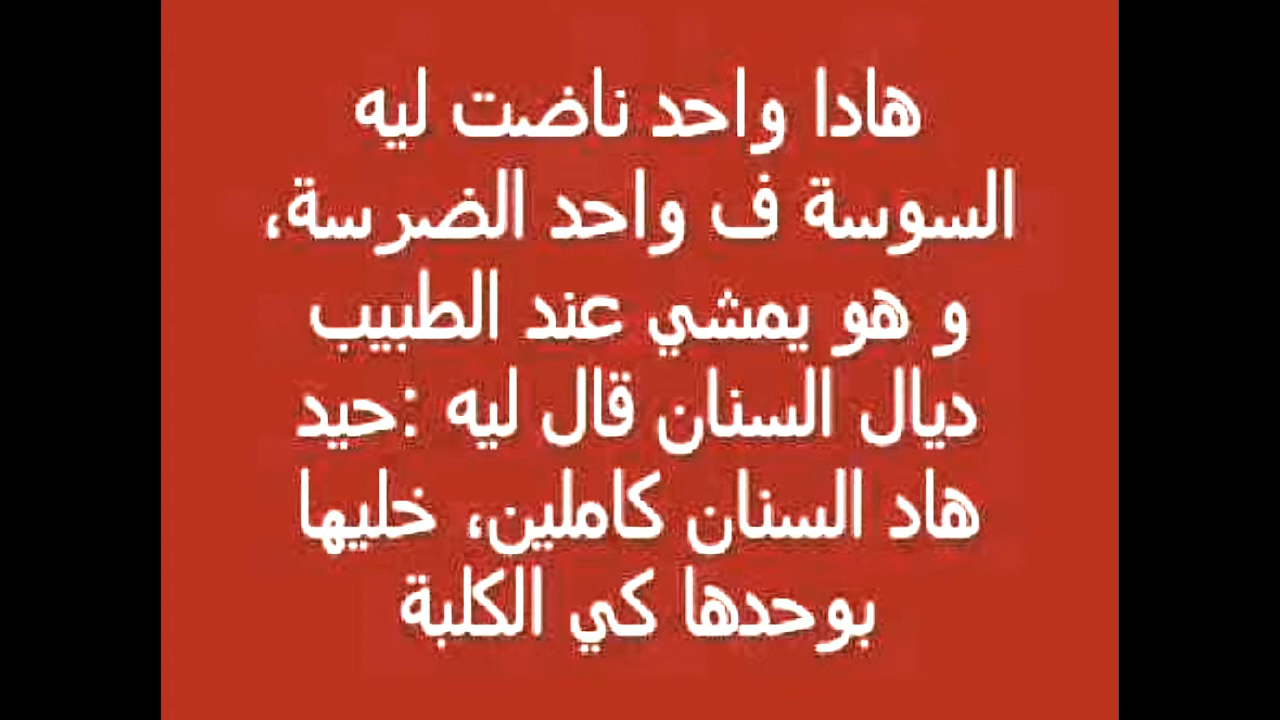 هادا واحد ناضت ليه
السوسة ف واحد الضرسة،
و هو يمشي عند الطبيب
ديال السنان قال ليه :حيد
هاد السنان كاملين، خليها
بوحدها كي الكلبة